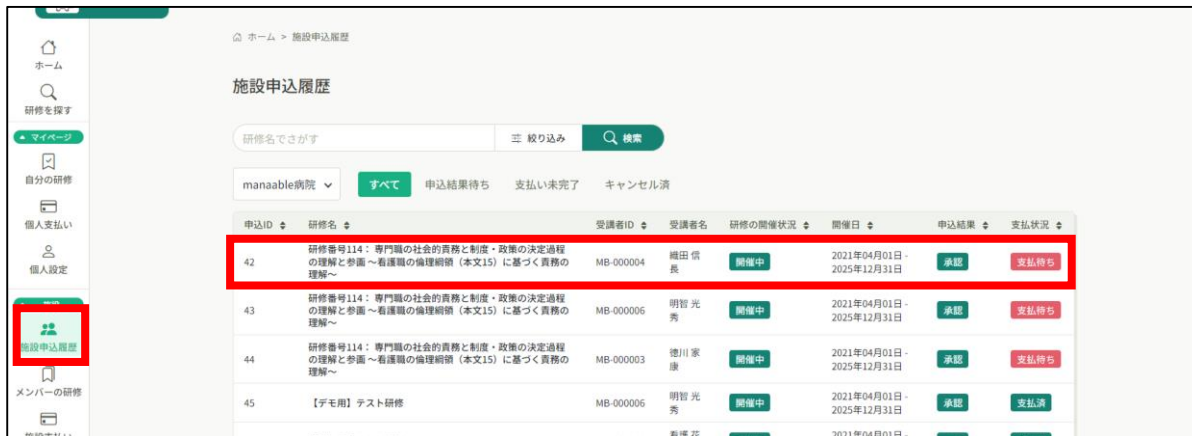 ホーム > 施設申込履歴
ホーム
研修を探す
マイページ
自分の研修
個人支払い
個人設定
施設申込履歴
メンバーの研修
施設申込履歴
研修名でさがす
絞り込み
検索
manaable病院
すべて
申込結果待ち
支払い未完了
キャンセル済
申込ID 研修名 受講者ID 受講者名 研修の開催状況 開催日 申込結果 支払状況
42
研修番号114： 専門職の社会的責務と制度・政策の決定過程
の理解と参画 ～看護職の倫理綱領（本文15）に基づく責務の
理解～
MB-000004
織田 信
長
開催中
2021年04月01日 -
2025年12月31日
承認
支払待ち
43
研修番号114： 専門職の社会的責務と制度・政策の決定過程
の理解と参画 ～看護職の倫理綱領（本文15）に基づく責務の
理解～
MB-000006
明智 光
秀
開催中
2021年04月01日 -
2025年12月31日
承認
支払待ち
44
研修番号114： 専門職の社会的責務と制度・政策の決定過程
の理解と参画 ～看護職の倫理綱領（本文15）に基づく責務の
理解～
MB-000003
徳川 家
康
開催中
2021年04月01日 -
2025年12月31日
承認
支払待ち
45
【デモ用】テスト研修
MB-000006
明智 光
秀
開催中
2021年04月01日 -
2025年12月31日
承認
支払済
看護 花
2021年04月01日 -